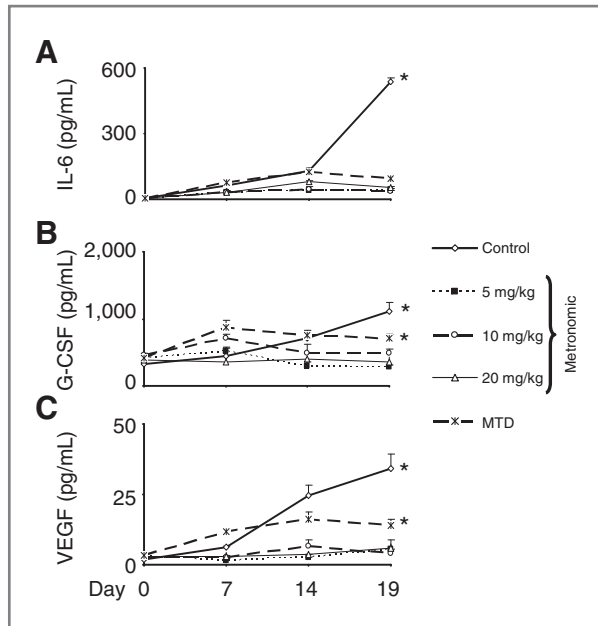 A
IL-6 (pg/mL)
600
300
0
*
B
G-CSF (pg/mL)
2,000
1,000
0
*
*
Control
5 mg/kg
10 mg/kg
20 mg/kg
MTD
Metronomic
C
VEGF (pg/mL)
50
25
0
*
*
Day 0 7 14 19